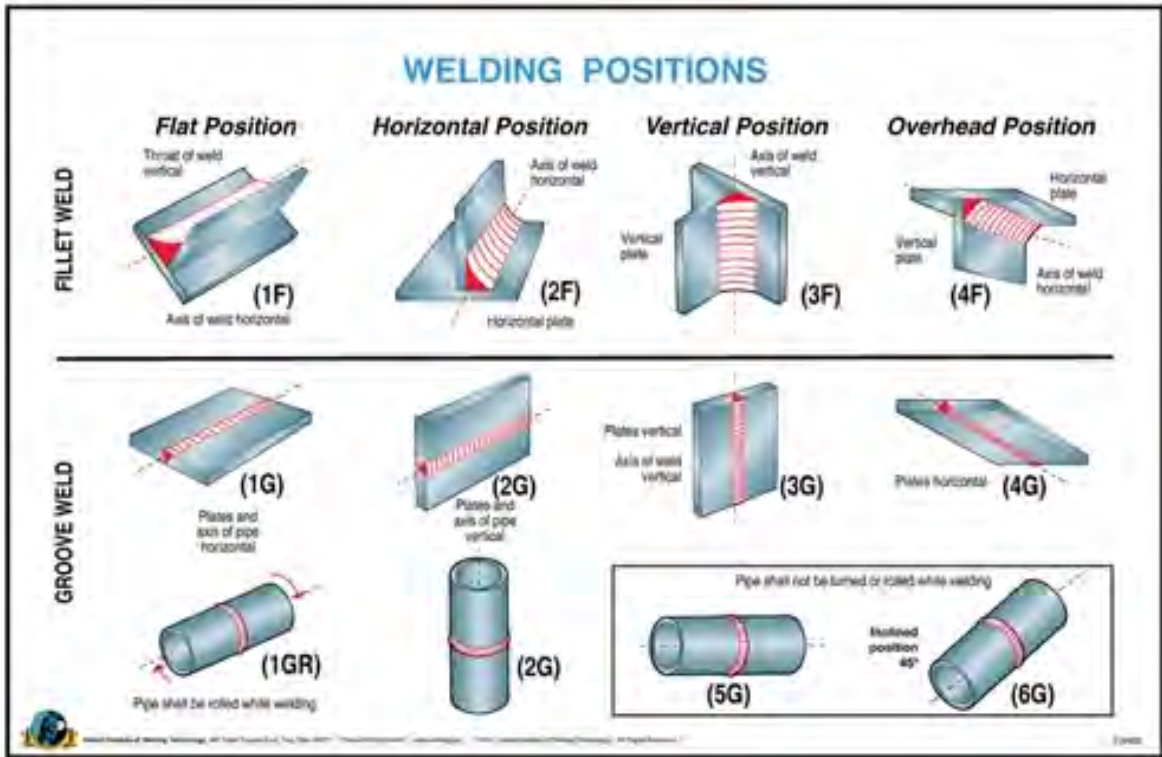 WELDING POSITIONS
Flat Position
Horizontal Position
Vertical Position
Overhead Position
FILLET WELD
Throat of weld
vertical
(1F)
Axis of weld horizontal
Axis of weld
horizontal
(2F)
Horizontal plate
Axis of weld
vertical
Vertical
plate
(3F)
Horizontal
plate
Vertical
plate
Axis of weld
horizontal
(4F)
GROOVE WELD
(1G)
Plates and
axis of pipe
horizontal
(2G)
Plates and
axis of pipe
vertical
Plates vertical
Axis of weld
vertical
(3G)
Plates horizontal
(4G)
(1GR)
Pipe shall be rolled while welding
(2G)
Pipe shall not be turned or rolled while welding
(5G)
Inclined
position
45°
(6G)